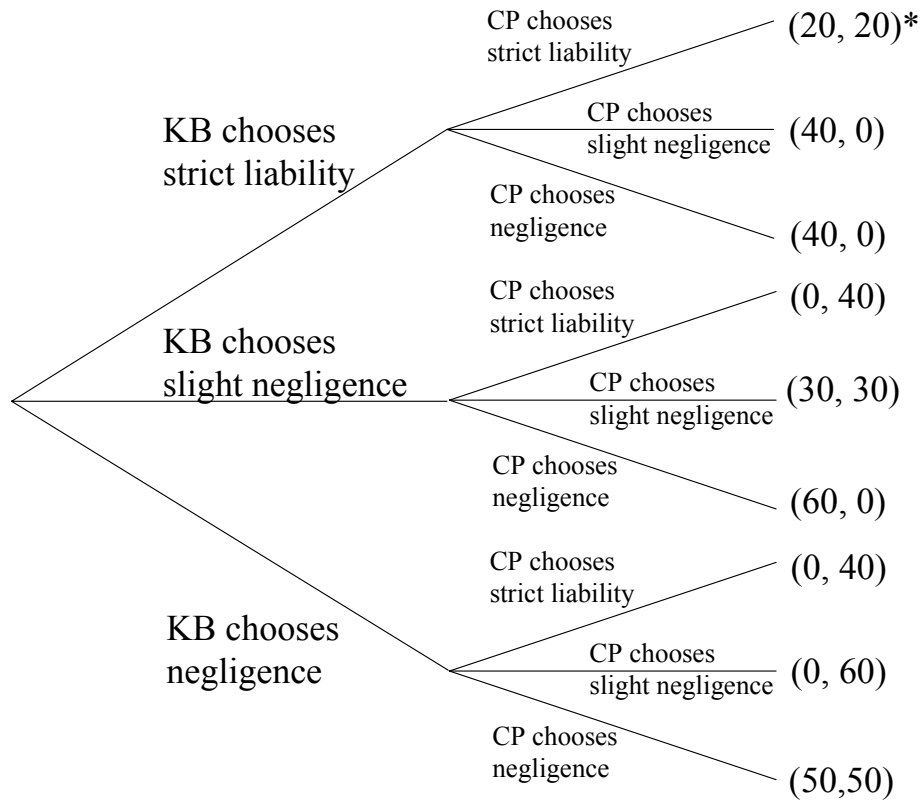 CP chooses
strict liability
(20, 20)*
KB chooses
strict liability
CP chooses
slight negligence
(40, 0)
CP chooses
negligence
(40, 0)
CP chooses
strict liability
(0, 40)
KB chooses
slight negligence
CP chooses
slight negligence
(30, 30)
CP chooses
negligence
(60, 0)
CP chooses
strict liability
(0, 40)
KB chooses
negligence
CP chooses
slight negligence
(0, 60)
CP chooses
negligence
(50,50)